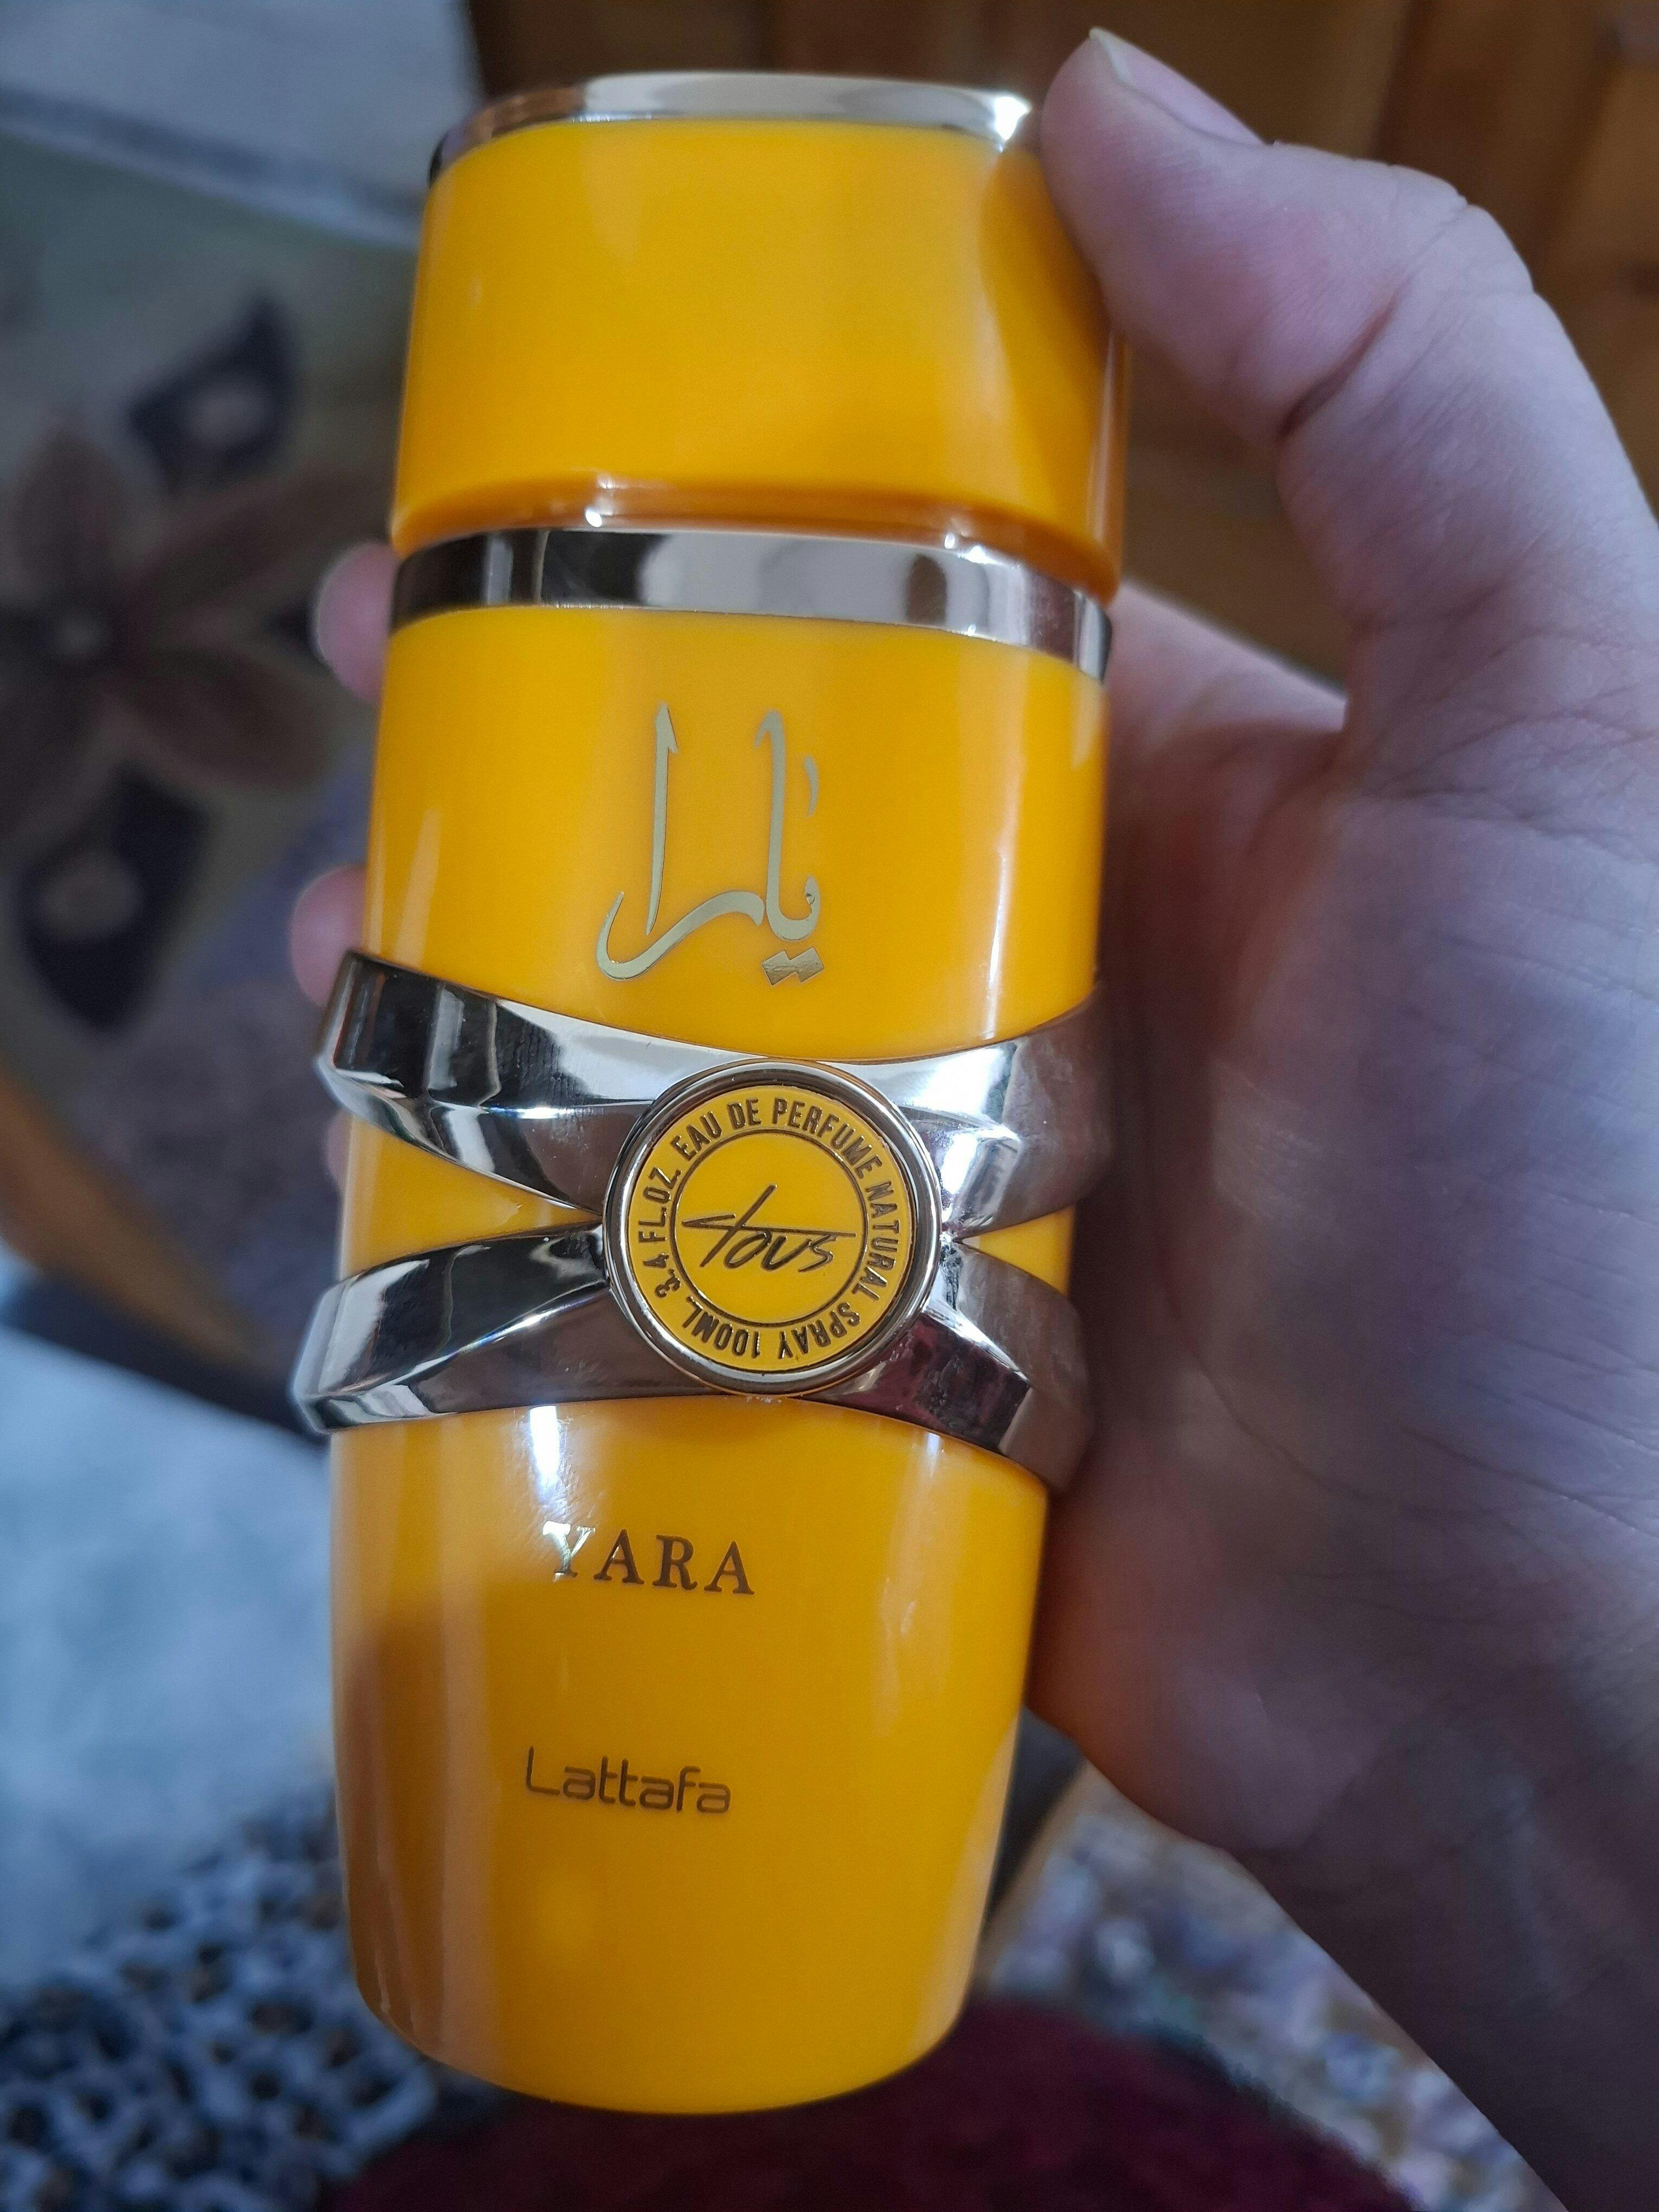 يارا
EAU DE PERFUME NATURAL SPRAY 100ML. 3.4 FL.OZ.
tous
YARA
Lattafa